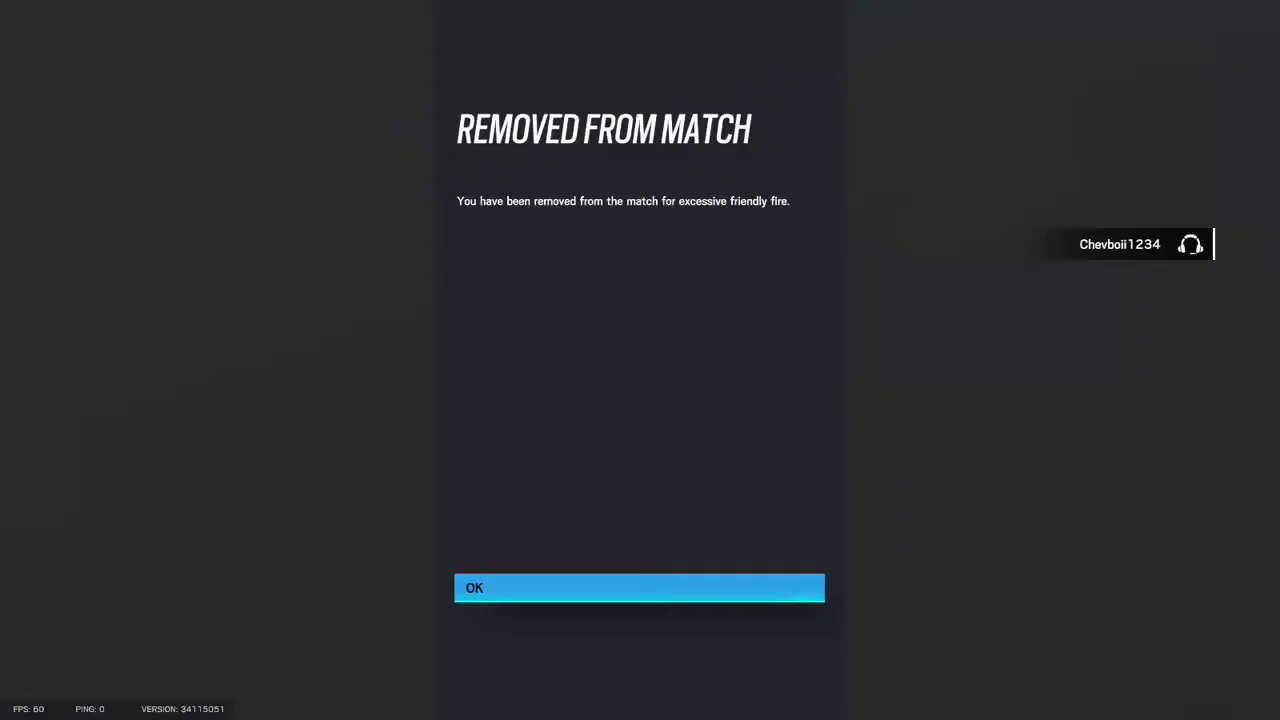 REMOVED FROM MATCH
You have been removed from the match for excessive friendly fire.
Chevboii1234
OK
FPS: 60 PING: 0 VERSION: 34115051